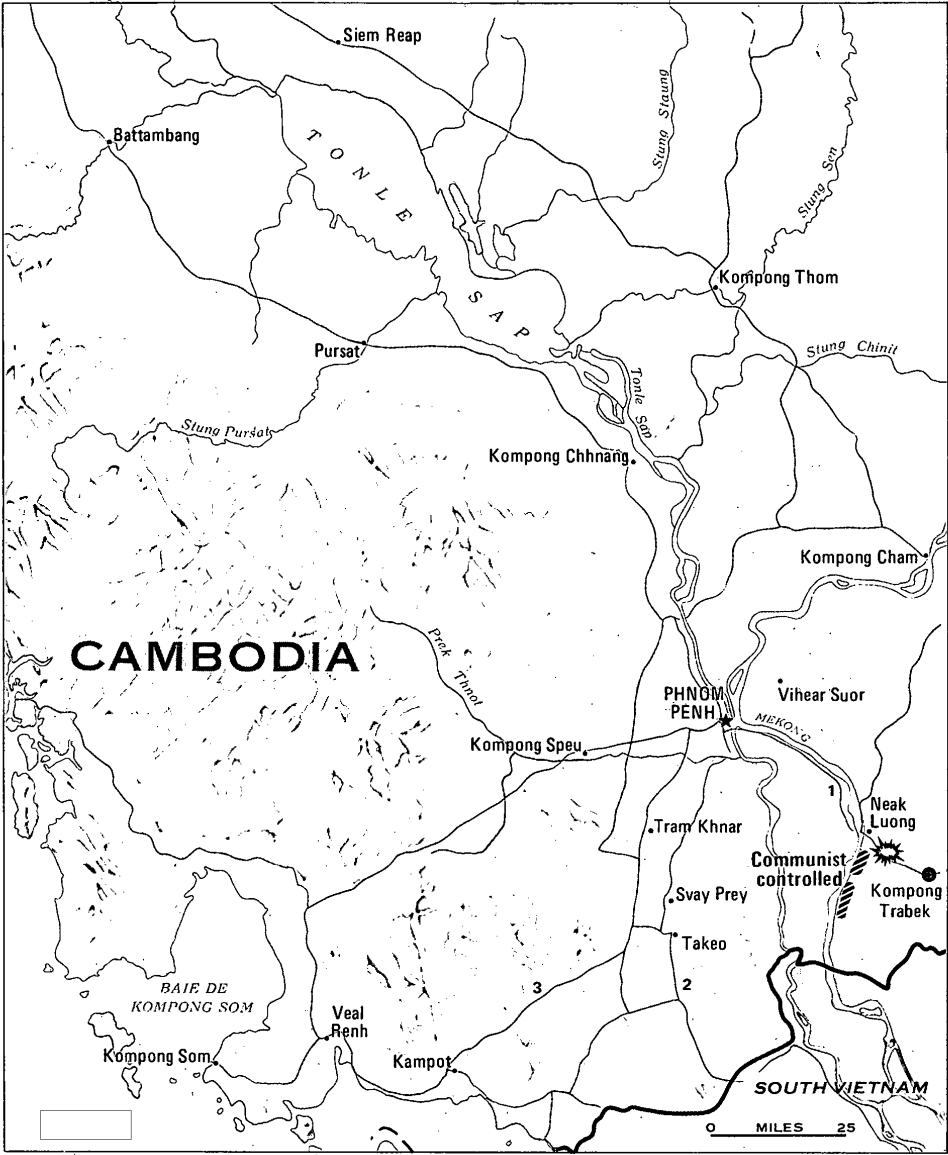 Siem Reap
Battambang
TONLE
SAP
Stung Staung
Stung Sen
Kompong Thom
Pursat
Stung Chinit
Tonle Sap
Stung Pursat
Kompong Chhnang
Kompong Cham
CAMBODIA
Prek Thnot
PHNOM
PENH
Vihear Suor
MEKONG
Kompong Speu
1
Neak
Luong
Tram Khnar
Communist
controlled
Kompong
Trabek
Svay Prey
Takeo
BAIE DE
KOMPONG SOM
3
2
Veal
Renh
Kompong Som
Kampot
SOUTH VIETNAM
0 MILES 25